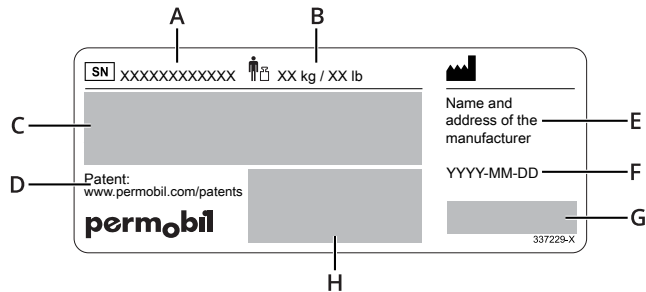 A
B
SN XXXXXXXXXXXX
XX kg / XX lb
C
Name and
address of the
manufacturer
E
D
Patent:
www.permobil.com/patents
YYYY-MM-DD
F
permobil
G
337229-X
H